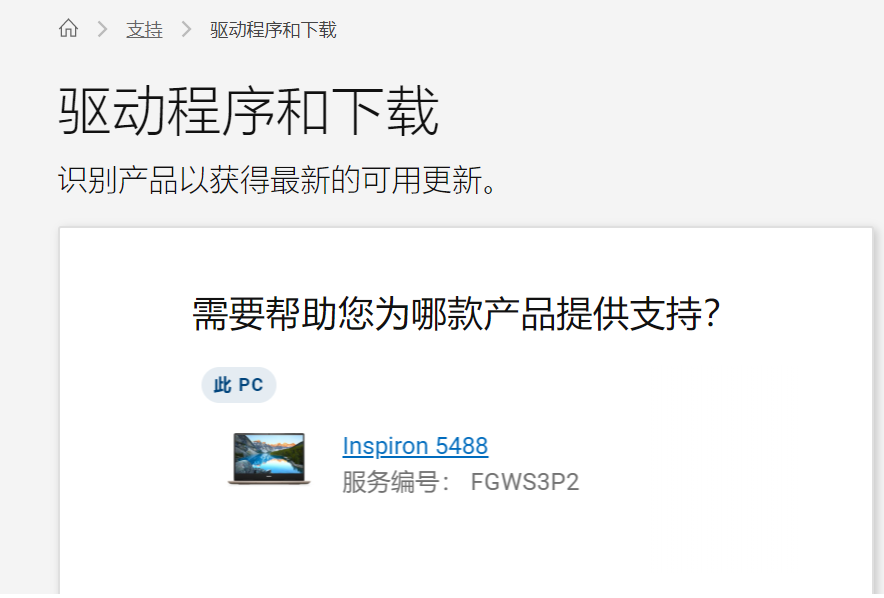 支持 驱动程序和下载
驱动程序和下载
识别产品以获得最新的可用更新。
需要帮助您为哪款产品提供支持？
此 PC
Inspiron 5488
服务编号： FGWS3P2